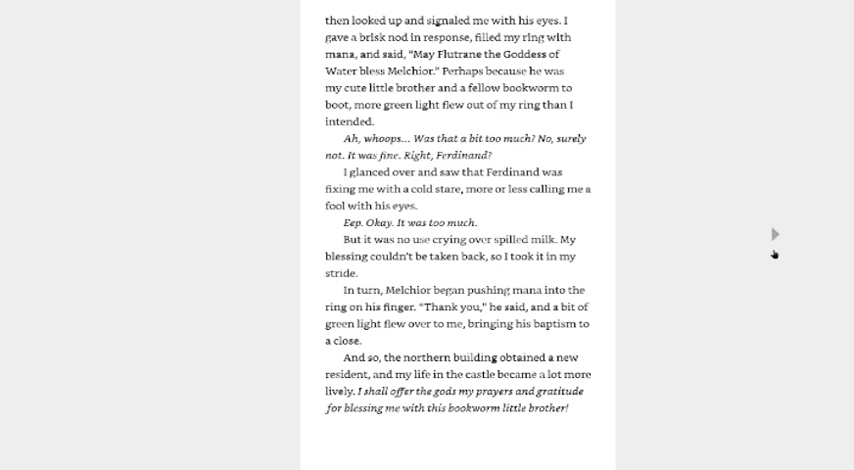 then looked up and signaled me with his eyes. I
gave a brisk nod in response, filled my ring with
mana, and said, “May Flutrane the Goddess of
Water bless Melchior.” Perhaps because he was
my cute little brother and a fellow bookworm to
boot, more green light flew out of my ring than I
intended.
Ah, whoops... Was that a bit too much? No, surely
not. It was fine. Right, Ferdinand?
I glanced over and saw that Ferdinand was
fixing me with a cold stare, more or less calling me a
fool with his eyes.
Eep. Okay. It was too much.
But it was no use crying over spilled milk. My
blessing couldn’t be taken back, so I took it in my
stride.
In turn, Melchior began pushing mana into the
ring on his finger. “Thank you,” he said, and a bit of
green light flew over to me, bringing his baptism to
a close.
And so, the northern building obtained a new
resident, and my life in the castle became a lot more
lively. I shall offer the gods my prayers and gratitude
for blessing me with this bookworm little brother!